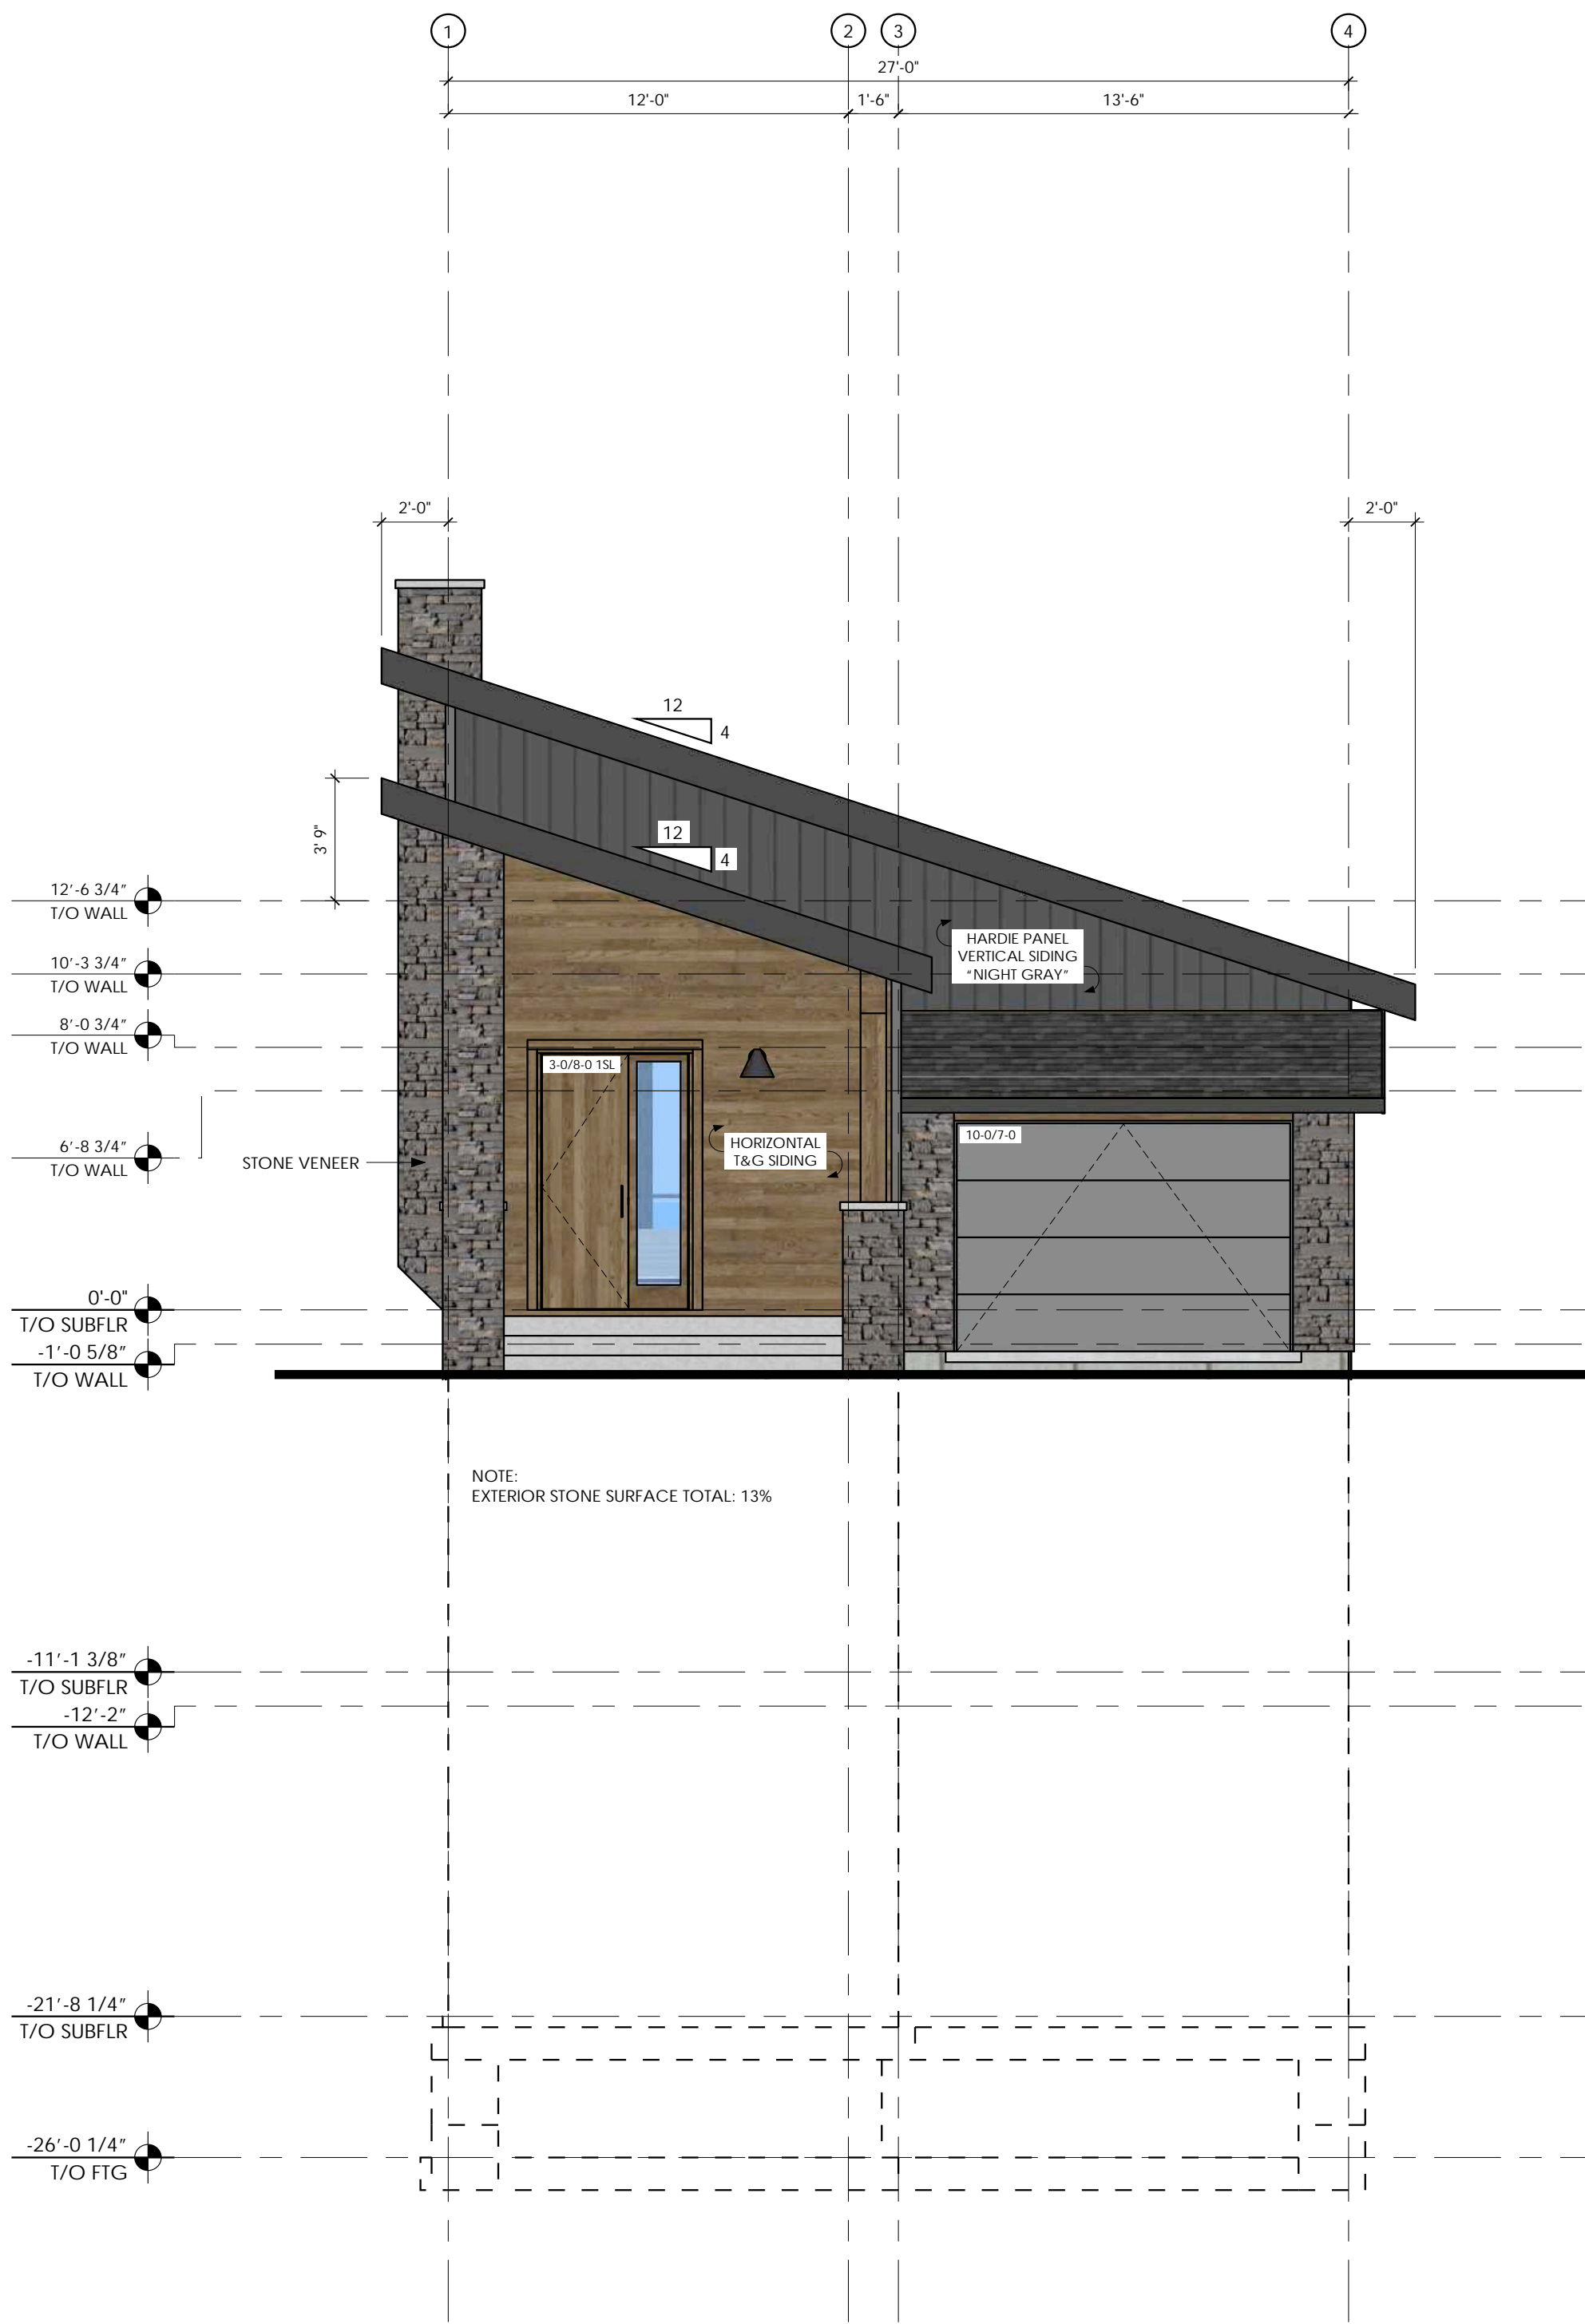 1 2 3 4
27'-0"
12'-0" 1'-6" 13'-6"
2'-0" 2'-0"
12
4
12
4
3' 9"
12'-6 3/4"
T/O WALL
10'-3 3/4"
T/O WALL
8'-0 3/4"
T/O WALL
6'-8 3/4"
T/O WALL
0'-0"
T/O SUBFLR
-1'-0 5/8"
T/O WALL
HARDIE PANEL
VERTICAL SIDING
"NIGHT GRAY"
3-0/8-0 1SL
10-0/7-0
HORIZONTAL
T&G SIDING
STONE VENEER
NOTE:
EXTERIOR STONE SURFACE TOTAL: 13%
-11'-1 3/8"
T/O SUBFLR
-12'-2"
T/O WALL
-21'-8 1/4"
T/O SUBFLR
-26'-0 1/4"
T/O FTG